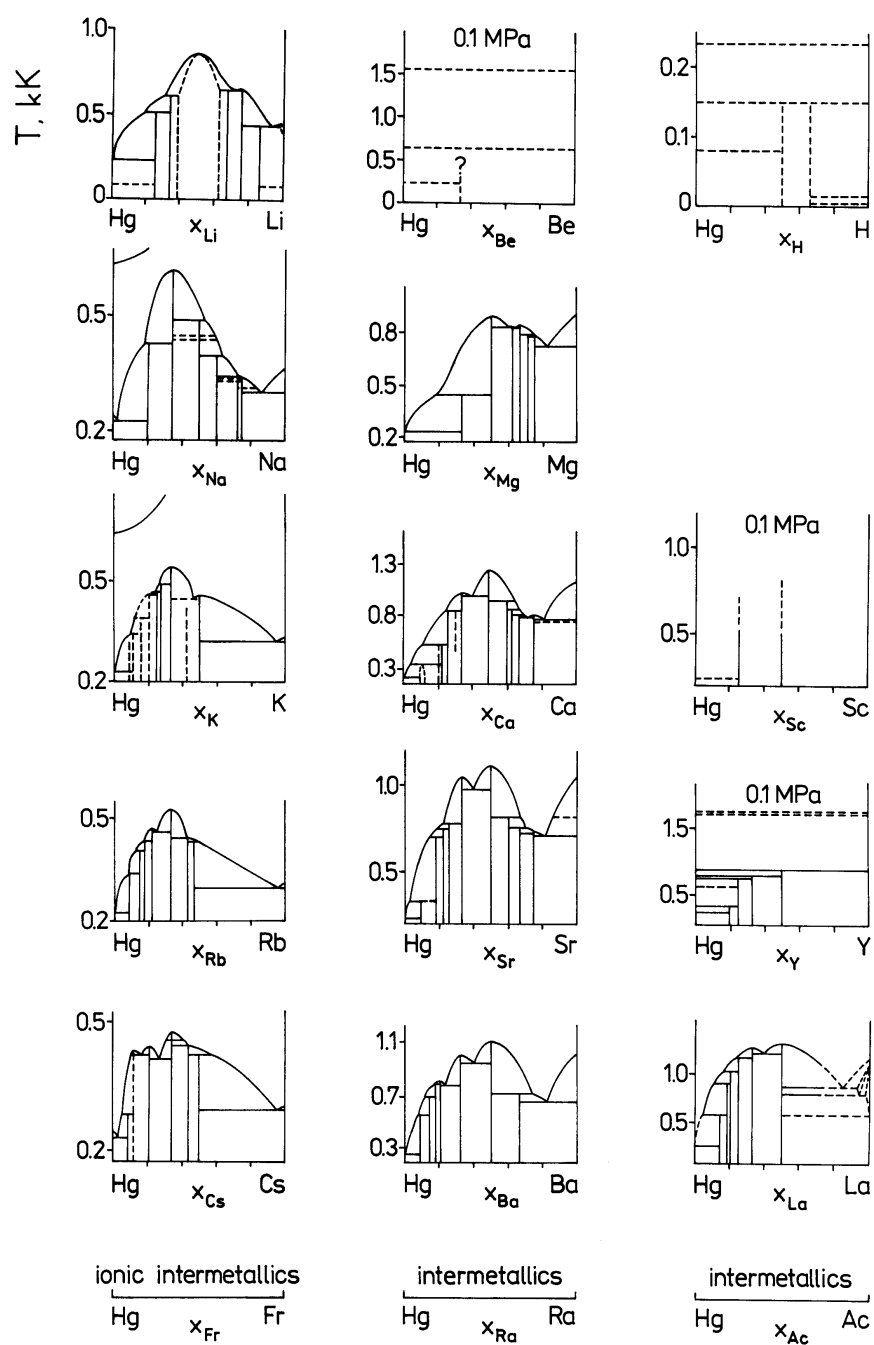 T, kK
1.0
0.5
0
Hg x_Li Li
0.1 MPa
1.5
1.0
0.5
0
?
Hg x_Be Be
0.2
0.1
0
Hg x_H H
0.5
0.2
Hg x_Na Na
0.8
0.5
0.2
Hg x_Mg Mg
0.5
0.2
Hg x_K K
1.3
0.8
0.3
Hg x_Ca Ca
0.1 MPa
1.0
0.5
Hg x_Sc Sc
0.5
0.2
Hg x_Rb Rb
1.0
0.5
Hg x_Sr Sr
0.1 MPa
1.5
0.5
Hg x_Y Y
0.5
0.2
Hg x_Cs Cs
1.1
0.7
0.3
Hg x_Ba Ba
1.0
0.5
Hg x_La La
ionic intermetallics
Hg x_Fr Fr
intermetallics
Hg x_Ra Ra
intermetallics
Hg x_Ac Ac